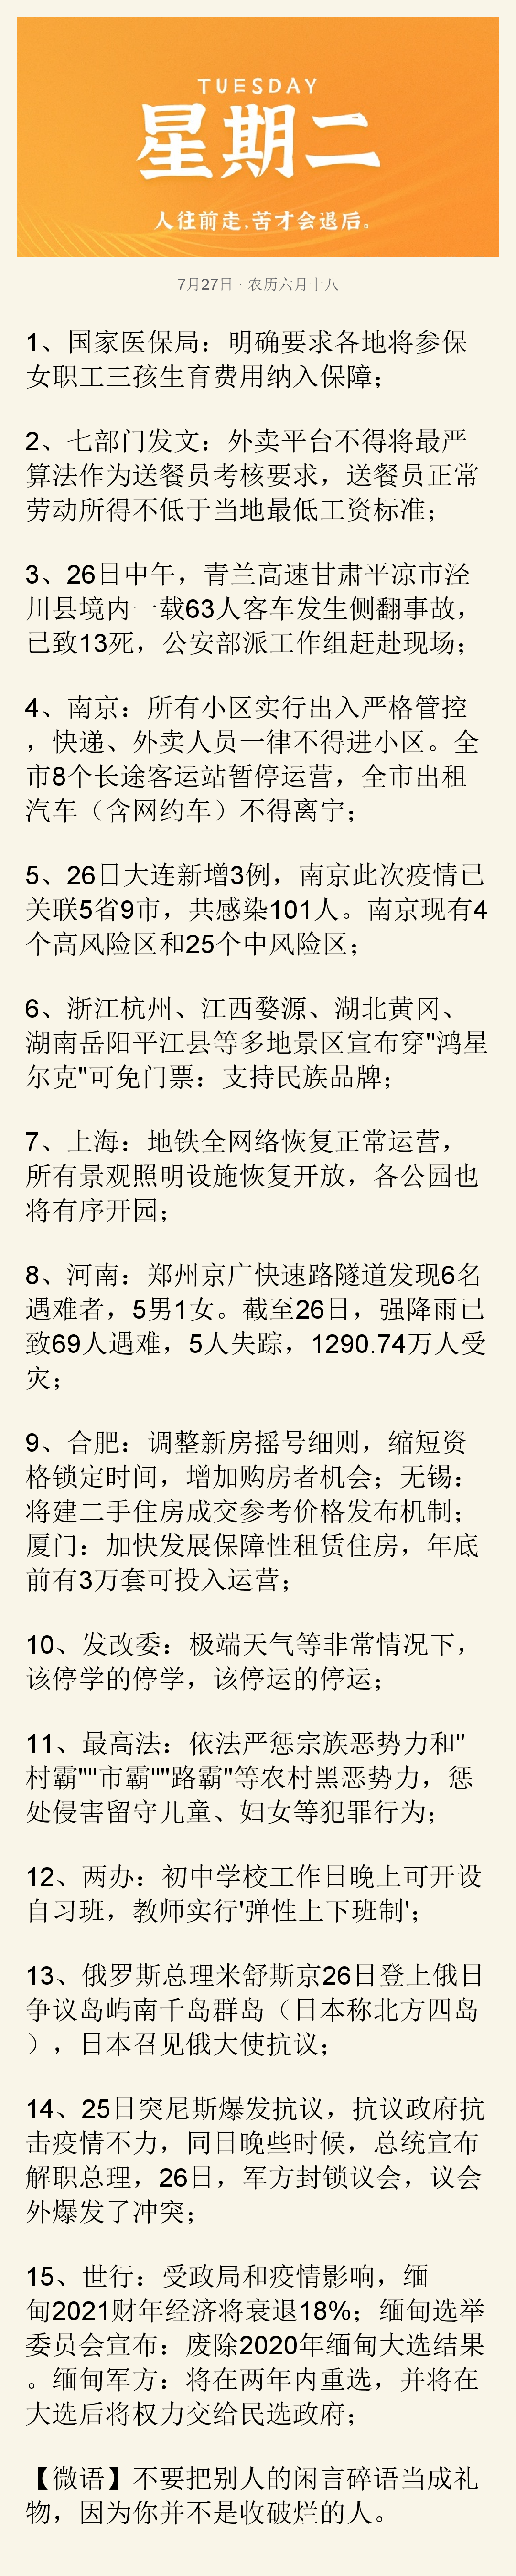 TUESDAY
星期二
人往前走,苦才会退后。
7月27日 · 农历六月十八
1、国家医保局：明确要求各地将参保
女职工三孩生育费用纳入保障；
2、七部门发文：外卖平台不得将最严
算法作为送餐员考核要求，送餐员正常
劳动所得不低于当地最低工资标准；
3、26日中午，青兰高速甘肃平凉市泾
川县境内一载63人客车发生侧翻事故，
已致13死，公安部派工作组赶赴现场；
4、南京：所有小区实行出入严格管控
，快递、外卖人员一律不得进小区。全
市8个长途客运站暂停运营，全市出租
汽车（含网约车）不得离宁；
5、26日大连新增3例，南京此次疫情已
关联5省9市，共感染101人。南京现有4
个高风险区和25个中风险区；
6、浙江杭州、江西婺源、湖北黄冈、
湖南岳阳平江县等多地景区宣布穿"鸿星
尔克"可免门票：支持民族品牌；
7、上海：地铁全网络恢复正常运营，
所有景观照明设施恢复开放，各公园也
将有序开园；
8、河南：郑州京广快速路隧道发现6名
遇难者，5男1女。截至26日，强降雨已
致69人遇难，5人失踪，1290.74万人受
灾；
9、合肥：调整新房摇号细则，缩短资
格锁定时间，增加购房者机会；无锡：
将建二手住房成交参考价格发布机制；
厦门：加快发展保障性租赁住房，年底
前有3万套可投入运营；
10、发改委：极端天气等非常情况下，
该停学的停学，该停运的停运；
11、最高法：依法严惩宗族恶势力和"
村霸""市霸""路霸"等农村黑恶势力，惩
处侵害留守儿童、妇女等犯罪行为；
12、两办：初中学校工作日晚上可开设
自习班，教师实行'弹性上下班制'；
13、俄罗斯总理米舒斯京26日登上俄日
争议岛屿南千岛群岛（日本称北方四岛
），日本召见俄大使抗议；
14、25日突尼斯爆发抗议，抗议政府抗
击疫情不力，同日晚些时候，总统宣布
解职总理，26日，军方封锁议会，议会
外爆发了冲突；
15、世行：受政局和疫情影响，缅
甸2021财年经济将衰退18%；缅甸选举
委员会宣布：废除2020年缅甸大选结果
。缅甸军方：将在两年内重选，并将在
大选后将权力交给民选政府；
【微语】不要把别人的闲言碎语当成礼
物，因为你并不是收破烂的人。